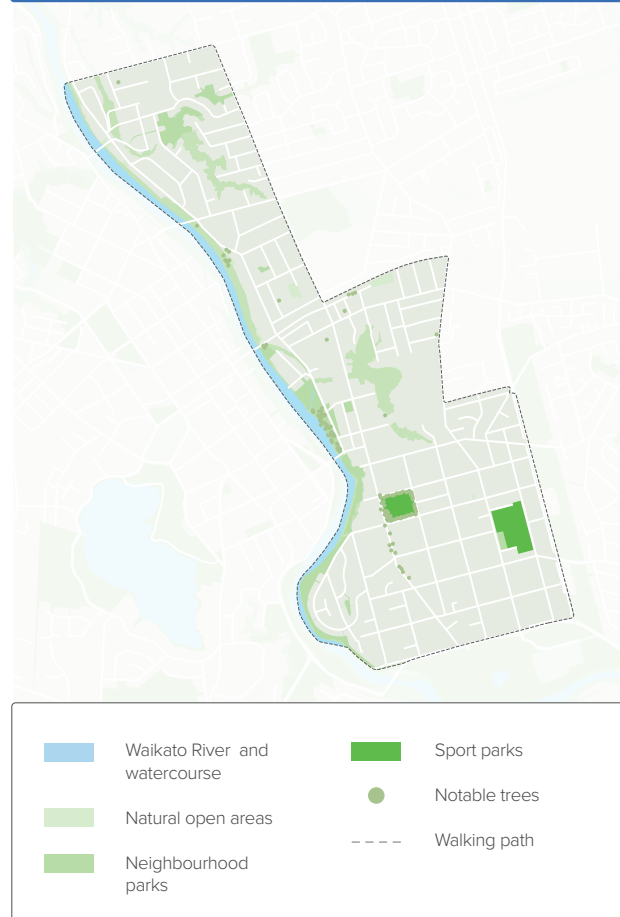 Waikato River and
watercourse
Natural open areas
Neighbourhood
parks
Sport parks
Notable trees
Walking path